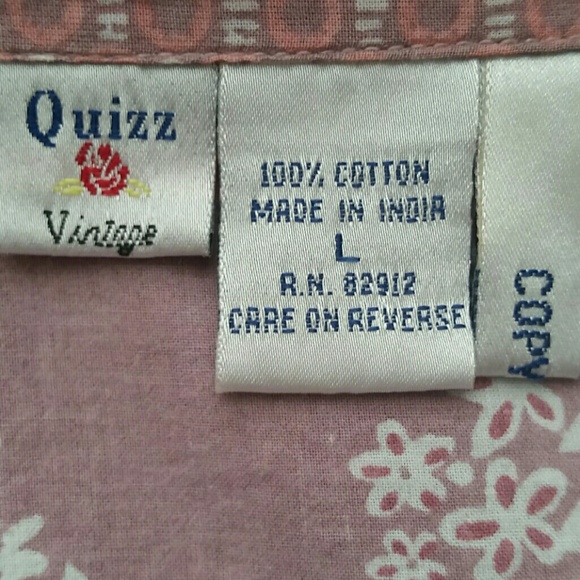 Quizz
Vintage
100% COTTON
MADE IN INDIA
L
R.N. 82912
CARE ON REVERSE
COPY